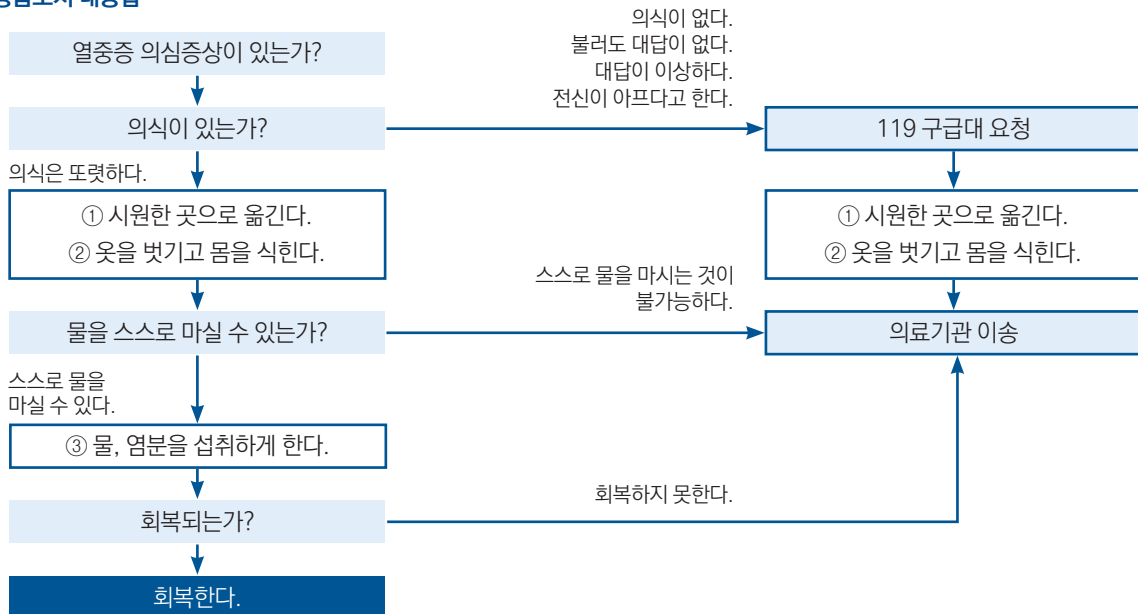 대응법
열중증 의심증상이 있는가?
의식이 없다.
불러도 대답이 없다.
대답이 이상하다.
전신이 아프다고 한다.
의식이 있는가?
119 구급대 요청
의식은 또렷하다.
① 시원한 곳으로 옮긴다.
② 옷을 벗기고 몸을 식힌다.
① 시원한 곳으로 옮긴다.
② 옷을 벗기고 몸을 식힌다.
스스로 물을 마시는 것이
불가능하다.
물을 스스로 마실 수 있는가?
의료기관 이송
스스로 물을
마실 수 있다.
③ 물, 염분을 섭취하게 한다.
회복하지 못한다.
회복되는가?
회복한다.